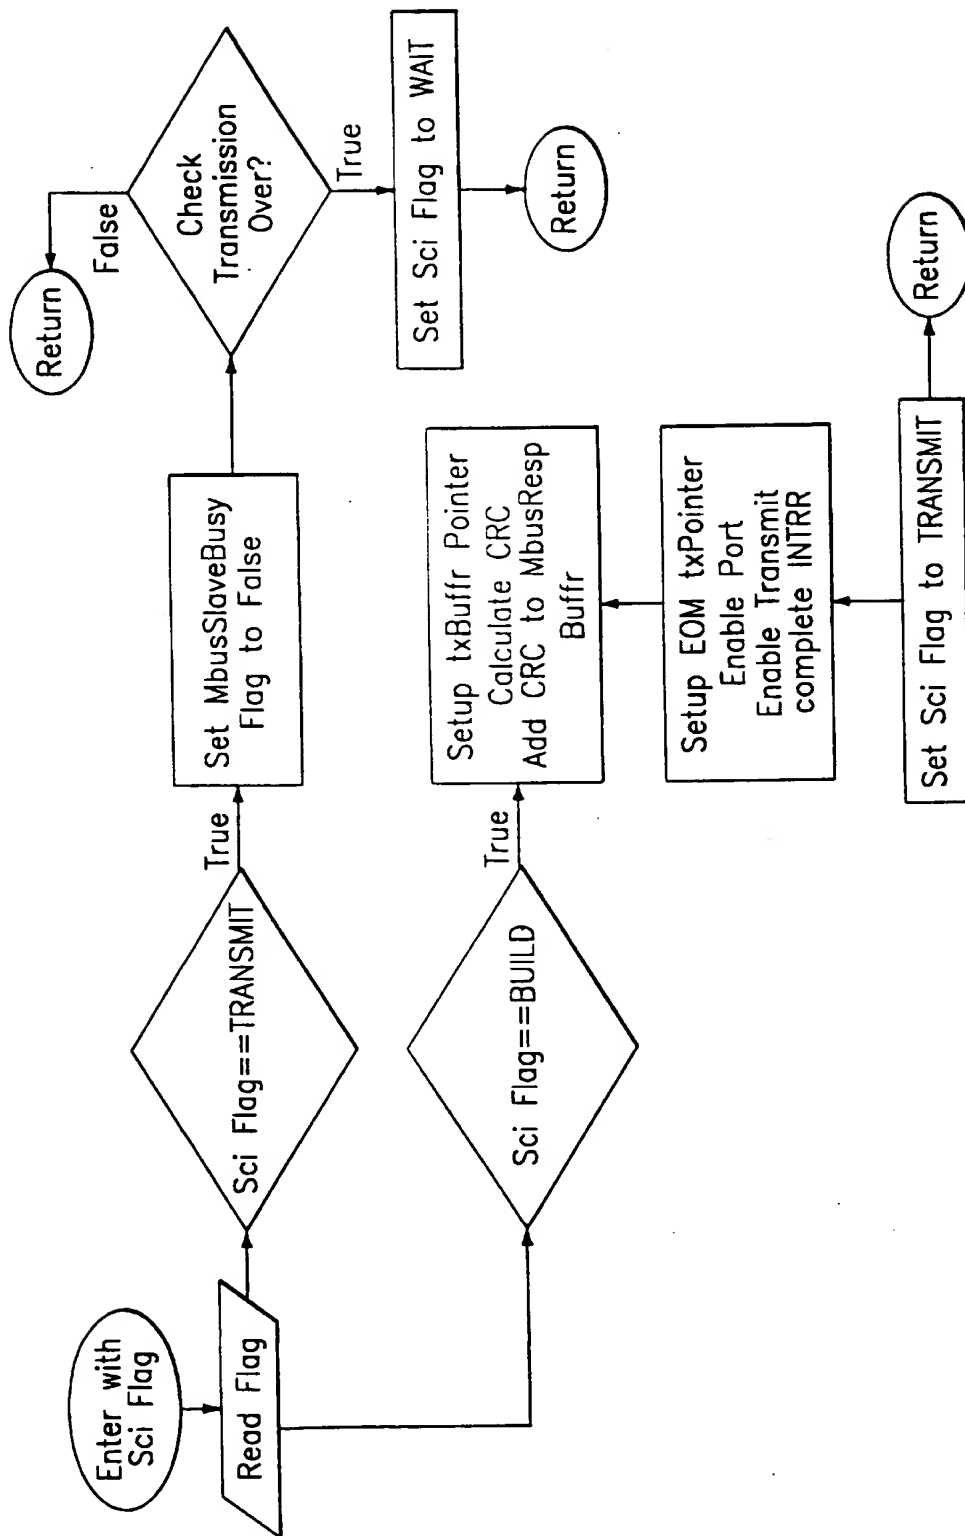 Enter with
Sci Flag
Read Flag
Sci Flag==TRANSMIT
True
Set MbusSlaveBusy
Flag to False
Check
Transmission
Over?
False
Return
True
Set Sci Flag to WAIT
Return
Sci Flag==BUILD
True
Setup txBuffr Pointer
Calculate CRC
Add CRC to MbusResp
Buffr
Setup EOM txPointer
Enable Port
Enable Transmit
complete INTRR
Set Sci Flag to TRANSMIT
Return